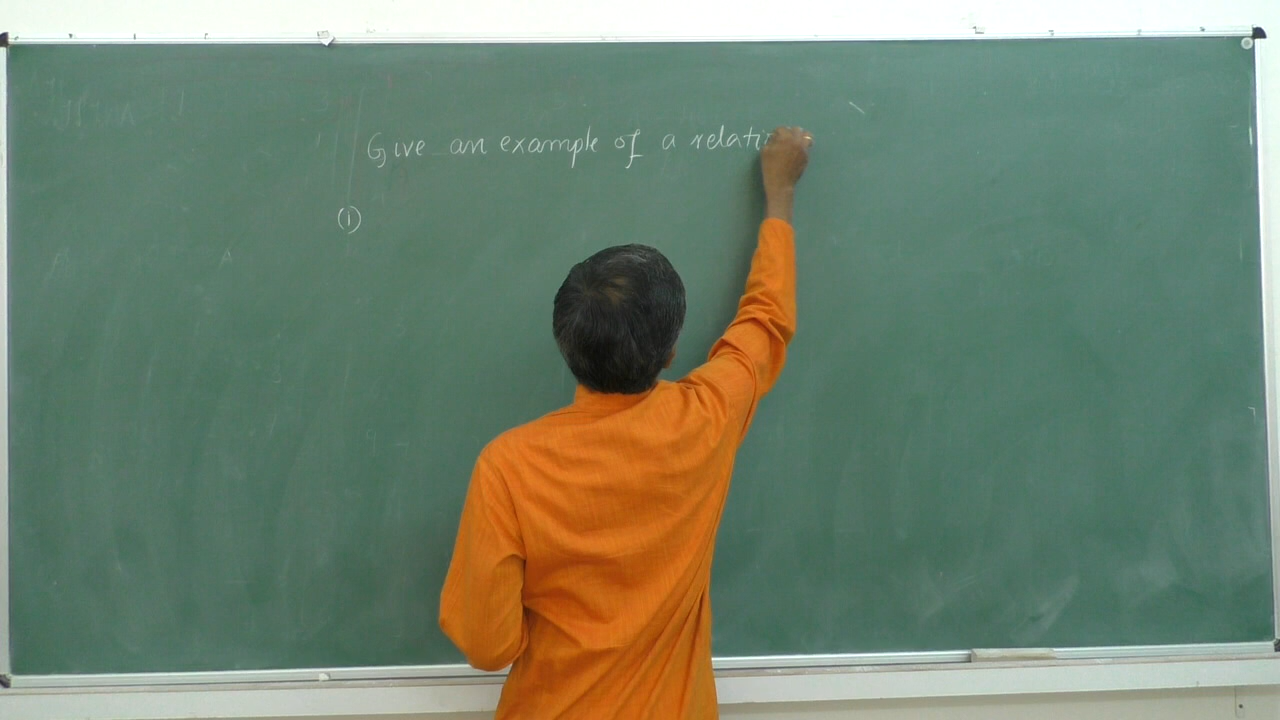 Give an example of a relati
①